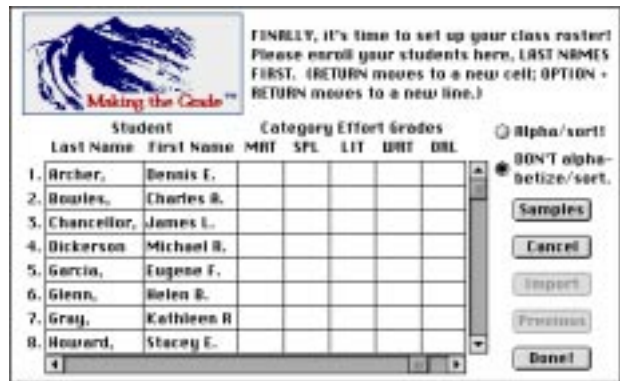 FINALLY, it's time to set up your class roster!
Please enroll your students here, LAST NAMES
FIRST. (RETURN moves to a new cell; OPTION +
RETURN moves to a new line.)
Making the Grade™
Student Category Effort Grades
Last Name First Name MAT SPL LIT WRT ORL
Alpha/sort!
DON'T alpha-
betize/sort.
1. Archer, Dennis E.
2. Bowles, Charles A.
3. Chancellor, James L.
4. Dickerson Michael R.
5. Garcia, Eugene F.
6. Glenn, Helen B.
7. Gray, Kathleen R
8. Howard, Stacey E.
Samples
Cancel
Import
Previous
Done!